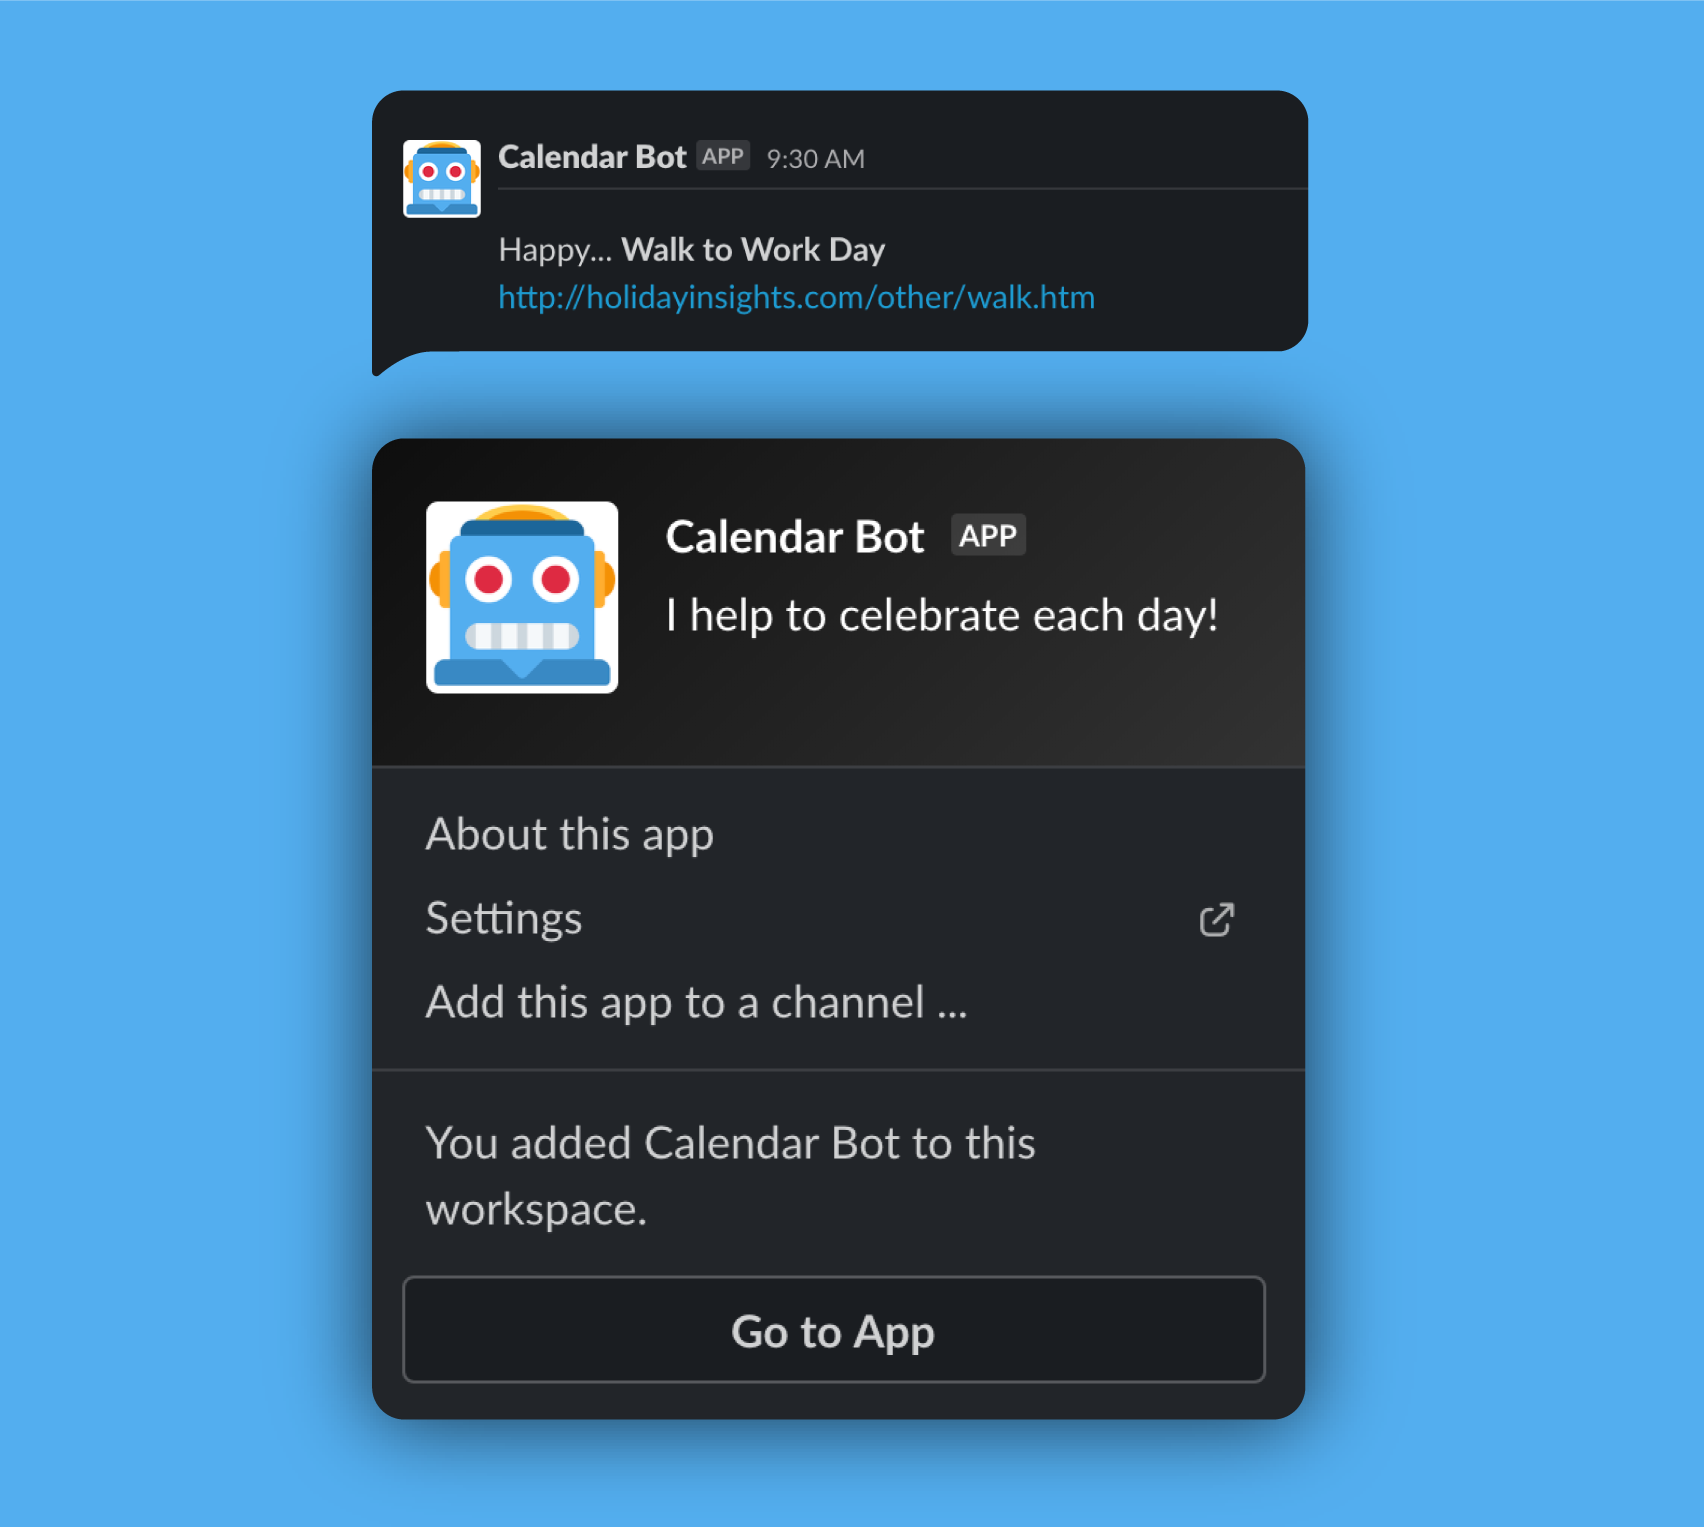 Calendar Bot APP 9:30 AM
Happy... Walk to Work Day
http://holidayinsights.com/other/walk.htm
Calendar Bot APP
I help to celebrate each day!
About this app
Settings
Add this app to a channel ...
You added Calendar Bot to this
workspace.
Go to App